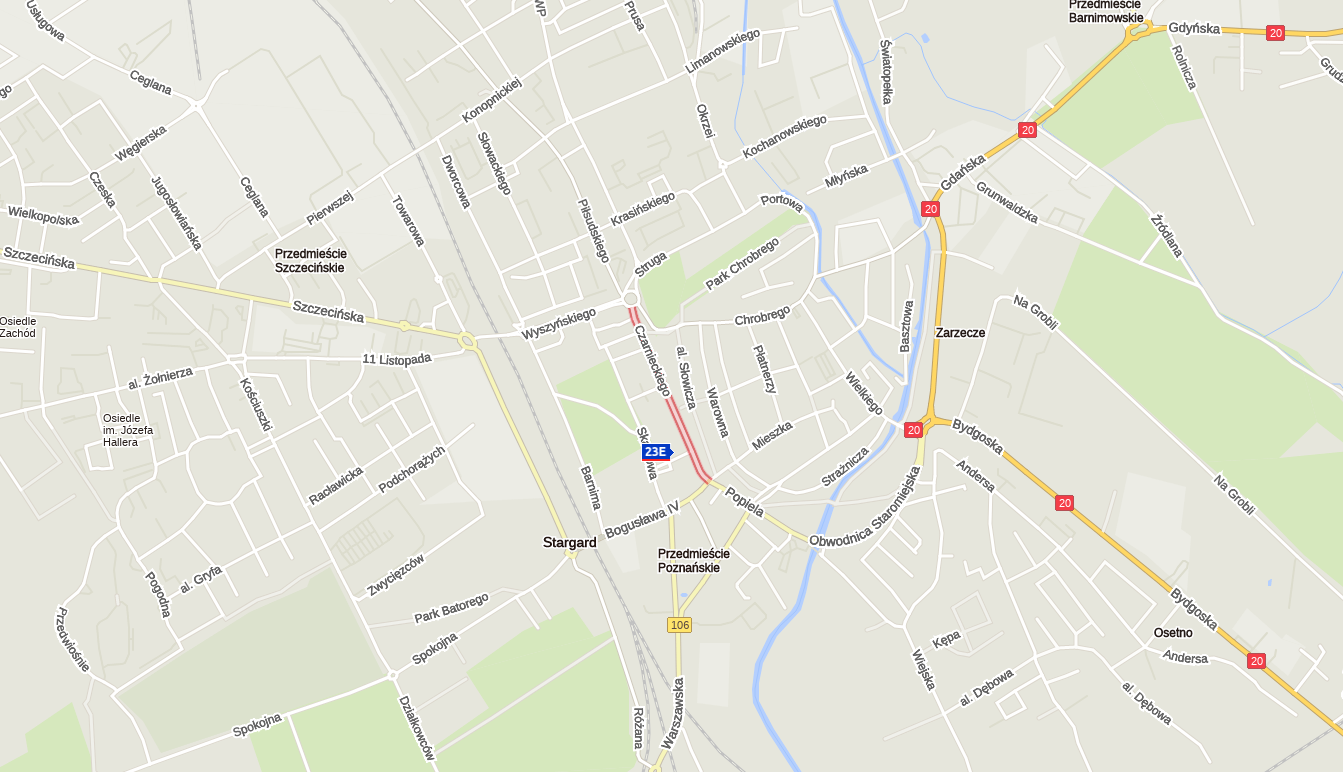 Usługowa
WP
Prusa
Przedmieście
Barnimowskie
Gdyńska
20
Limanowskiego
Światopełka
Rolnicza
Ceglana
Konopnickiej
Okrzei
Kochanowskiego
20
Węgierska
Słowackiego
Dworcowa
Młyńska
Gdańska
Czeska
Jugosłowiańska
Ceglana
Pierwszej
Towarowa
Piłsudskiego
Krasińskiego
Portowa
20
Grunwaldzka
Źródlana
Wielkopolska
Szczecińska
Przedmieście
Szczecińskie
Struga
Park Chrobrego
Szczecińska
Wyszyńskiego
Chrobrego
Basztowa
Zarzecze
Na Grobli
Osiedle
Zachód
11 Listopada
Czarnieckiego
al. Słowicza
Płatnerzy
al. Żołnierza
Kościuszki
Warowna
Wielkiego
Osiedle
im. Józefa
Hallera
20
Bydgoska
Mieszka
23E
Racławicka
Podchorążych
Barnima
Strażnicza
Andersa
Na Grobli
Bogusława IV
Popiela
Obwodnica Staromiejska
20
Stargard
Przedmieście
Poznańskie
Zwycięzców
al. Gryfa
Pogodna
Park Batorego
Przedwiośnie
Spokojna
106
Bydgoska
Osetno
Kępa
Andersa
20
Wiejska
al. Dębowa
al. Dębowa
Spokojna
Działkowców
Różana
Warszawska